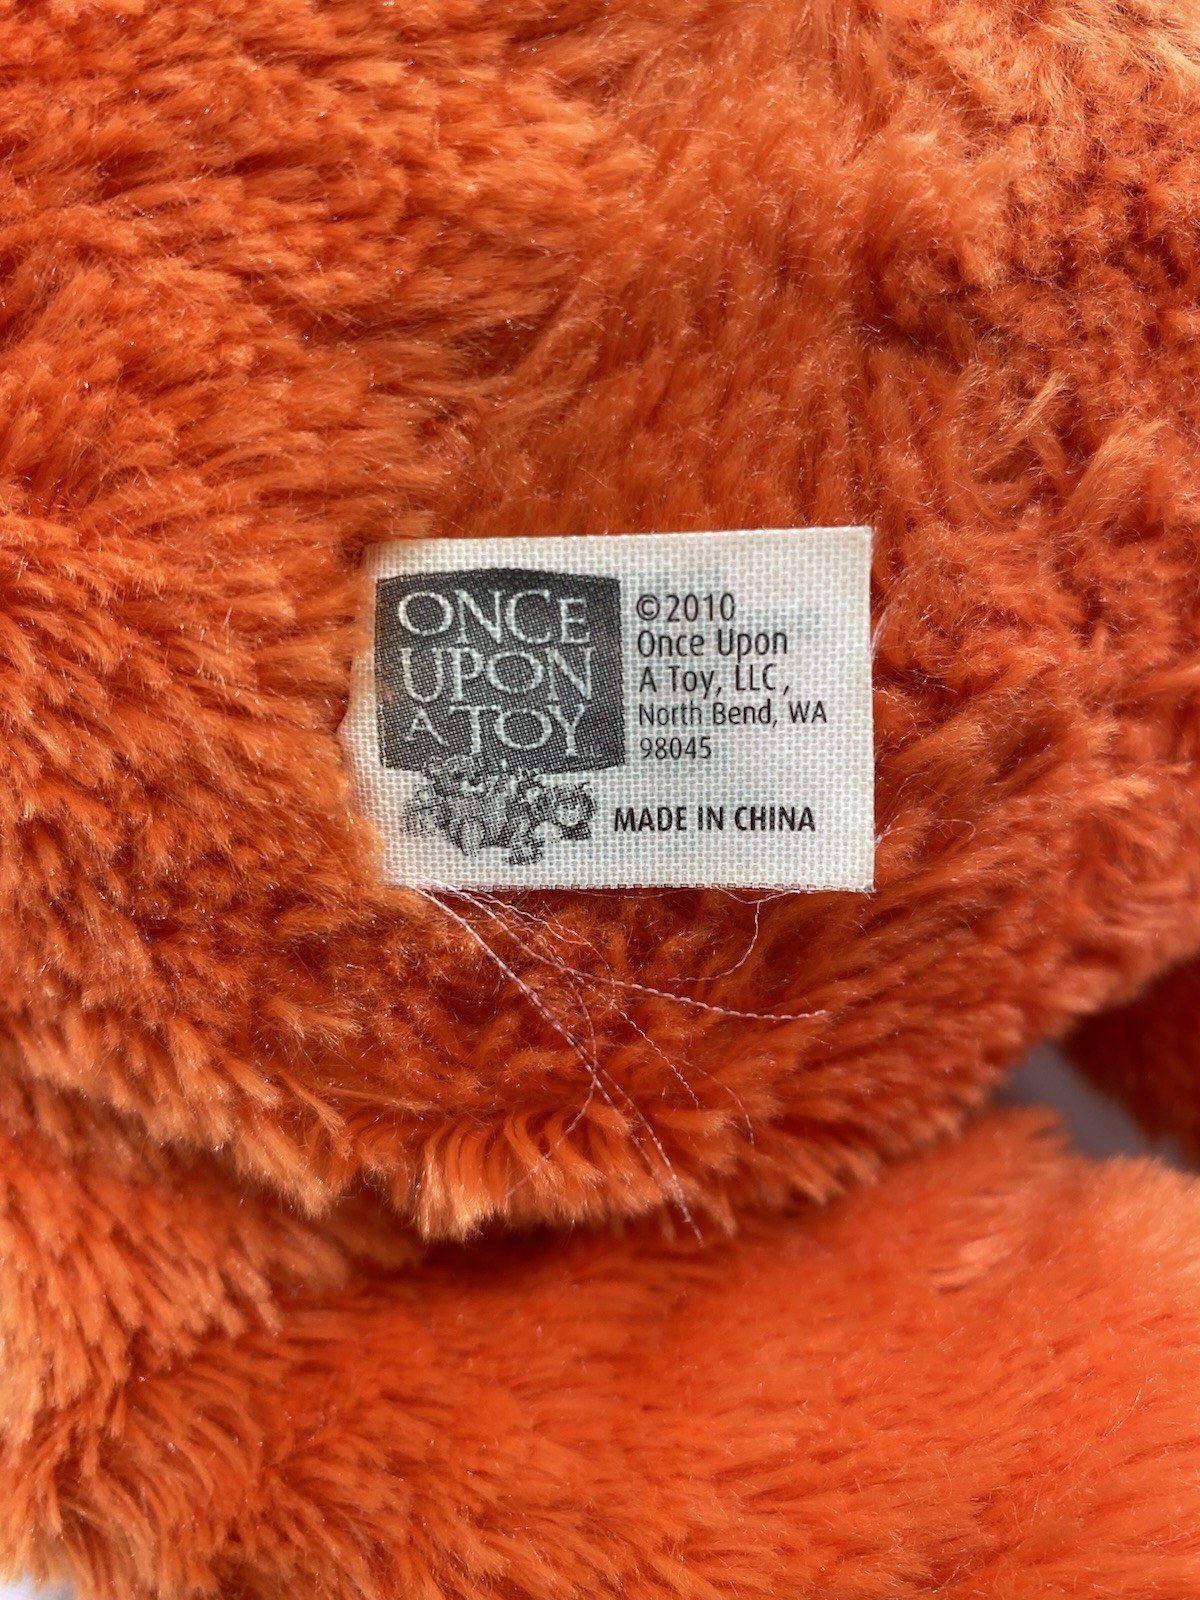 ONCE
UPON
A TOY
©2010
Once Upon
A Toy, LLC,
North Bend, WA
98045
MADE IN CHINA